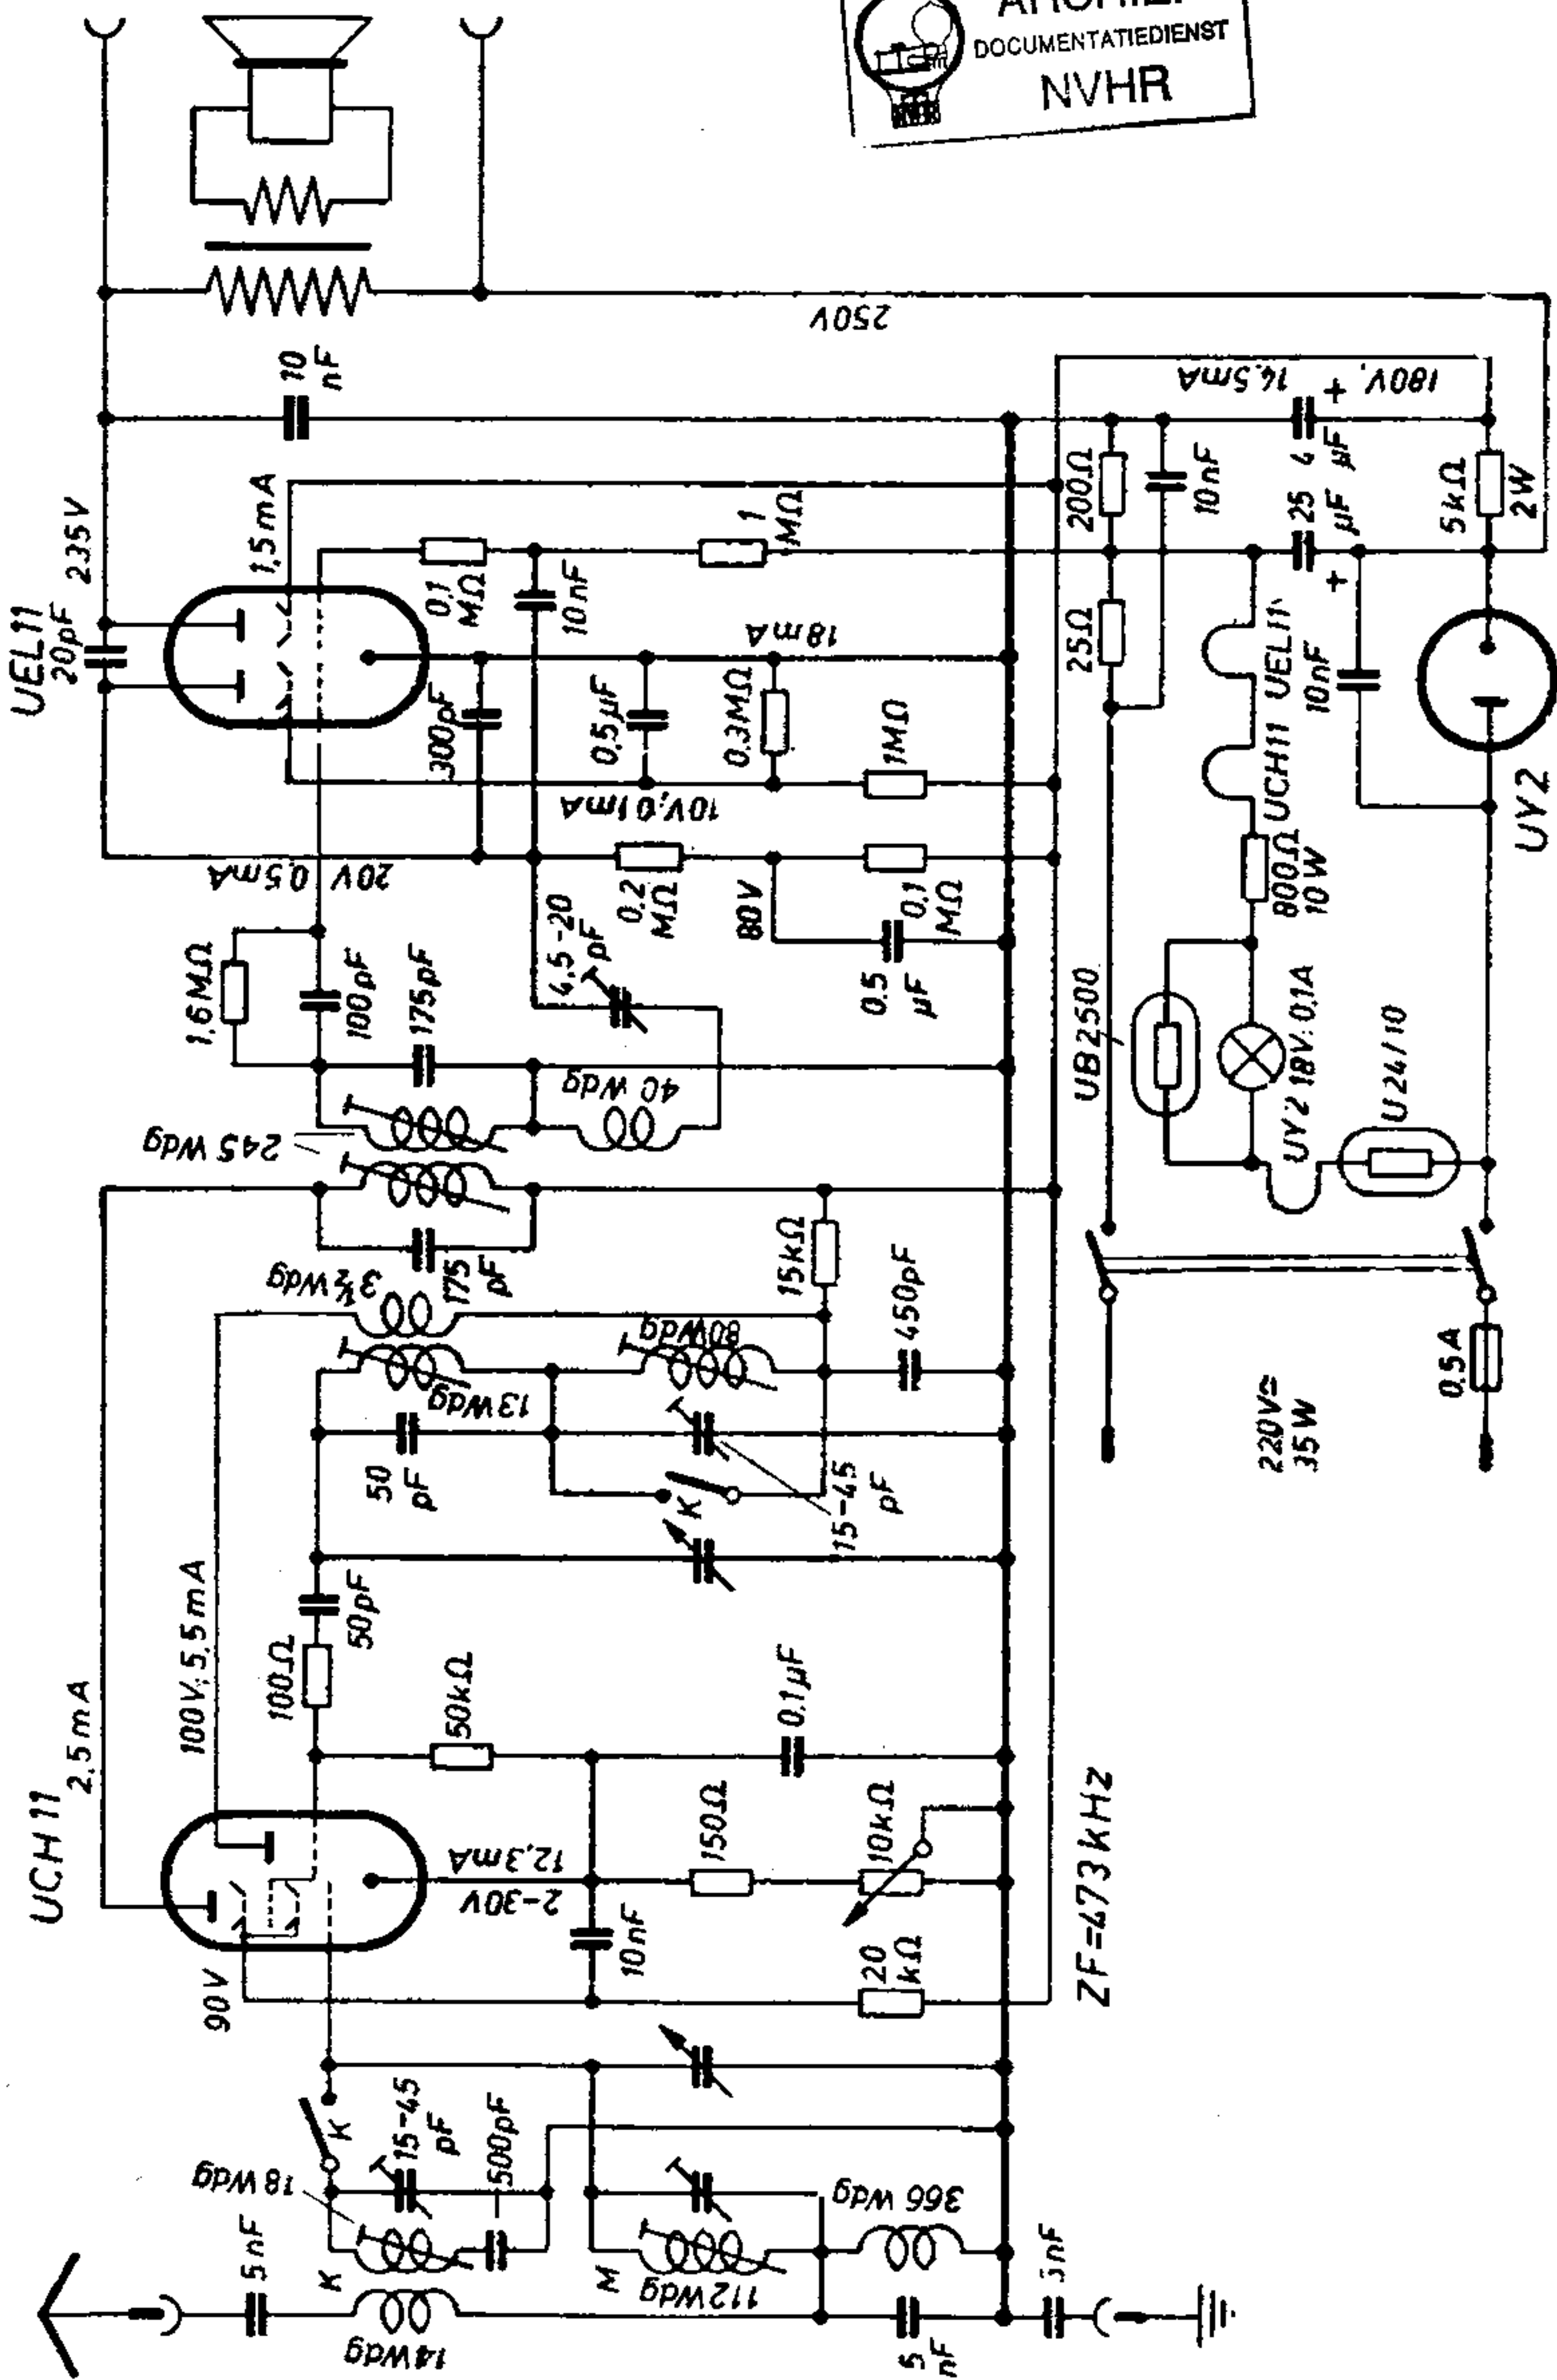 ARCHIEF
DOCUMENTATIEDIENST
NVHR
UEL11
20pF
235V
10
nF
250V
1,5mA
0,1
MΩ
10nF
1
MΩ
18mA
300pF
0,5µF
0,3MΩ
1MΩ
10V;0,1mA
20V 0,5mA
1,6MΩ
100pF
175pF
4,5-20
pF
0,2
MΩ
80V
0,1
MΩ
0,5
µF
40 Wdg
245 Wdg
200Ω
10nF
14,5mA
180V,
4
µF
+
25
µF
+
5kΩ
2W
25Ω
UCH11 UEL11
10nF
UY2
800Ω
10W
UB2500
UY2 18V;0,1A
U24/10
0,5A
220V≂
35W
175
pF
3½ Wdg
13Wdg
80Wdg
15kΩ
450pF
50
pF
K
15-45
pF
50pF
100Ω
100V;5,5mA
2,5mA
UCH11
50kΩ
0,1µF
12,3mA
2-30V
150Ω
10kΩ
10nF
20
kΩ
90V
ZF=473kHz
K
15-45
pF
500pF
18Wdg
K
M
112Wdg
366 Wdg
5nF
14Wdg
5
nF